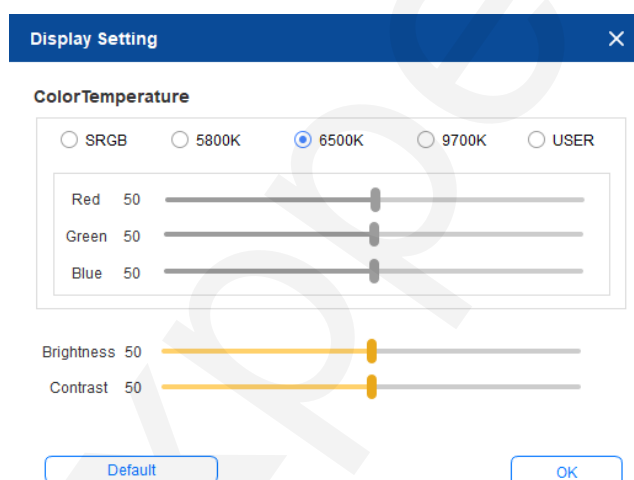 Display Setting
ColorTemperature
SRGB 5800K 6500K 9700K USER
Red 50
Green 50
Blue 50
Brightness 50
Contrast 50
Default OK